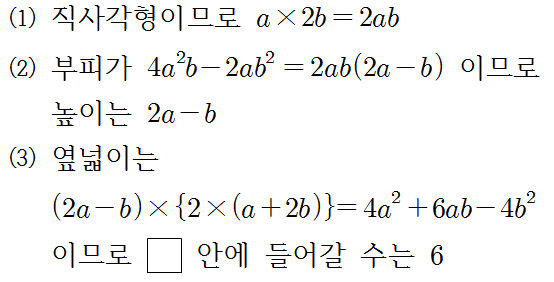 (1) 직사각형이므로 a×2b=2ab
(2) 부피가 4a²b-2ab²=2ab(2a-b) 이므로
높이는 2a-b
(3) 옆넓이는
(2a-b)×{2×(a+2b)}=4a²+6ab-4b²
이므로 □ 안에 들어갈 수는 6